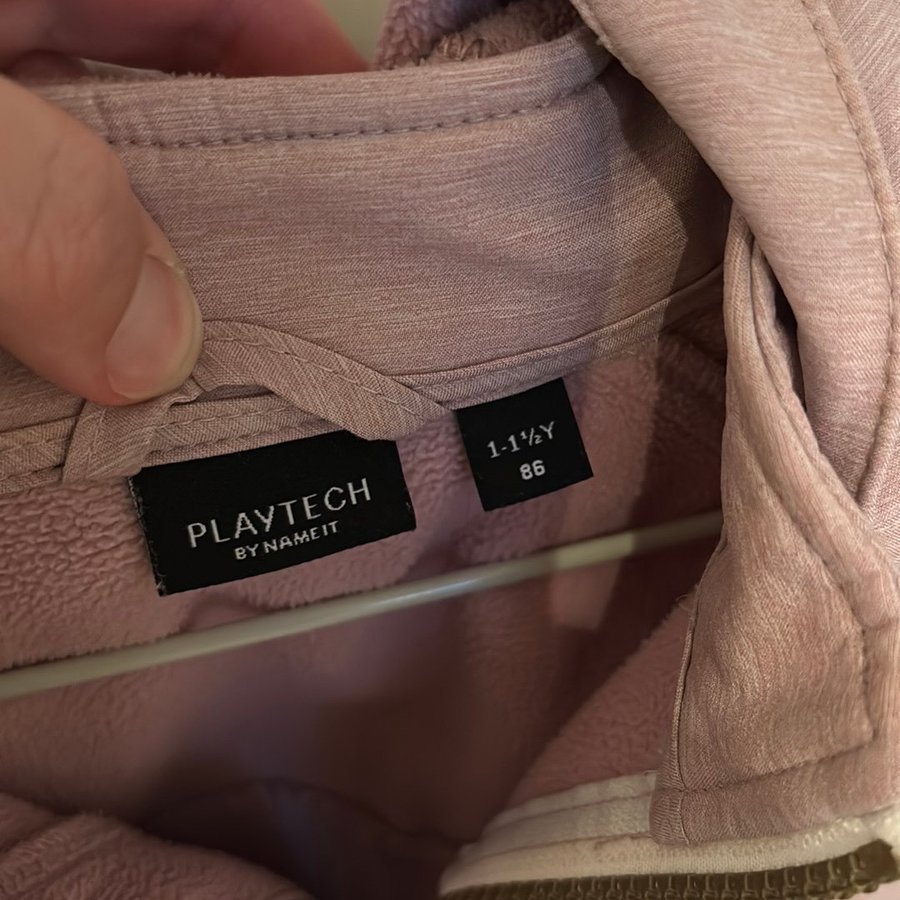 PLAYTECH
BY NAME IT
1-1½Y
86